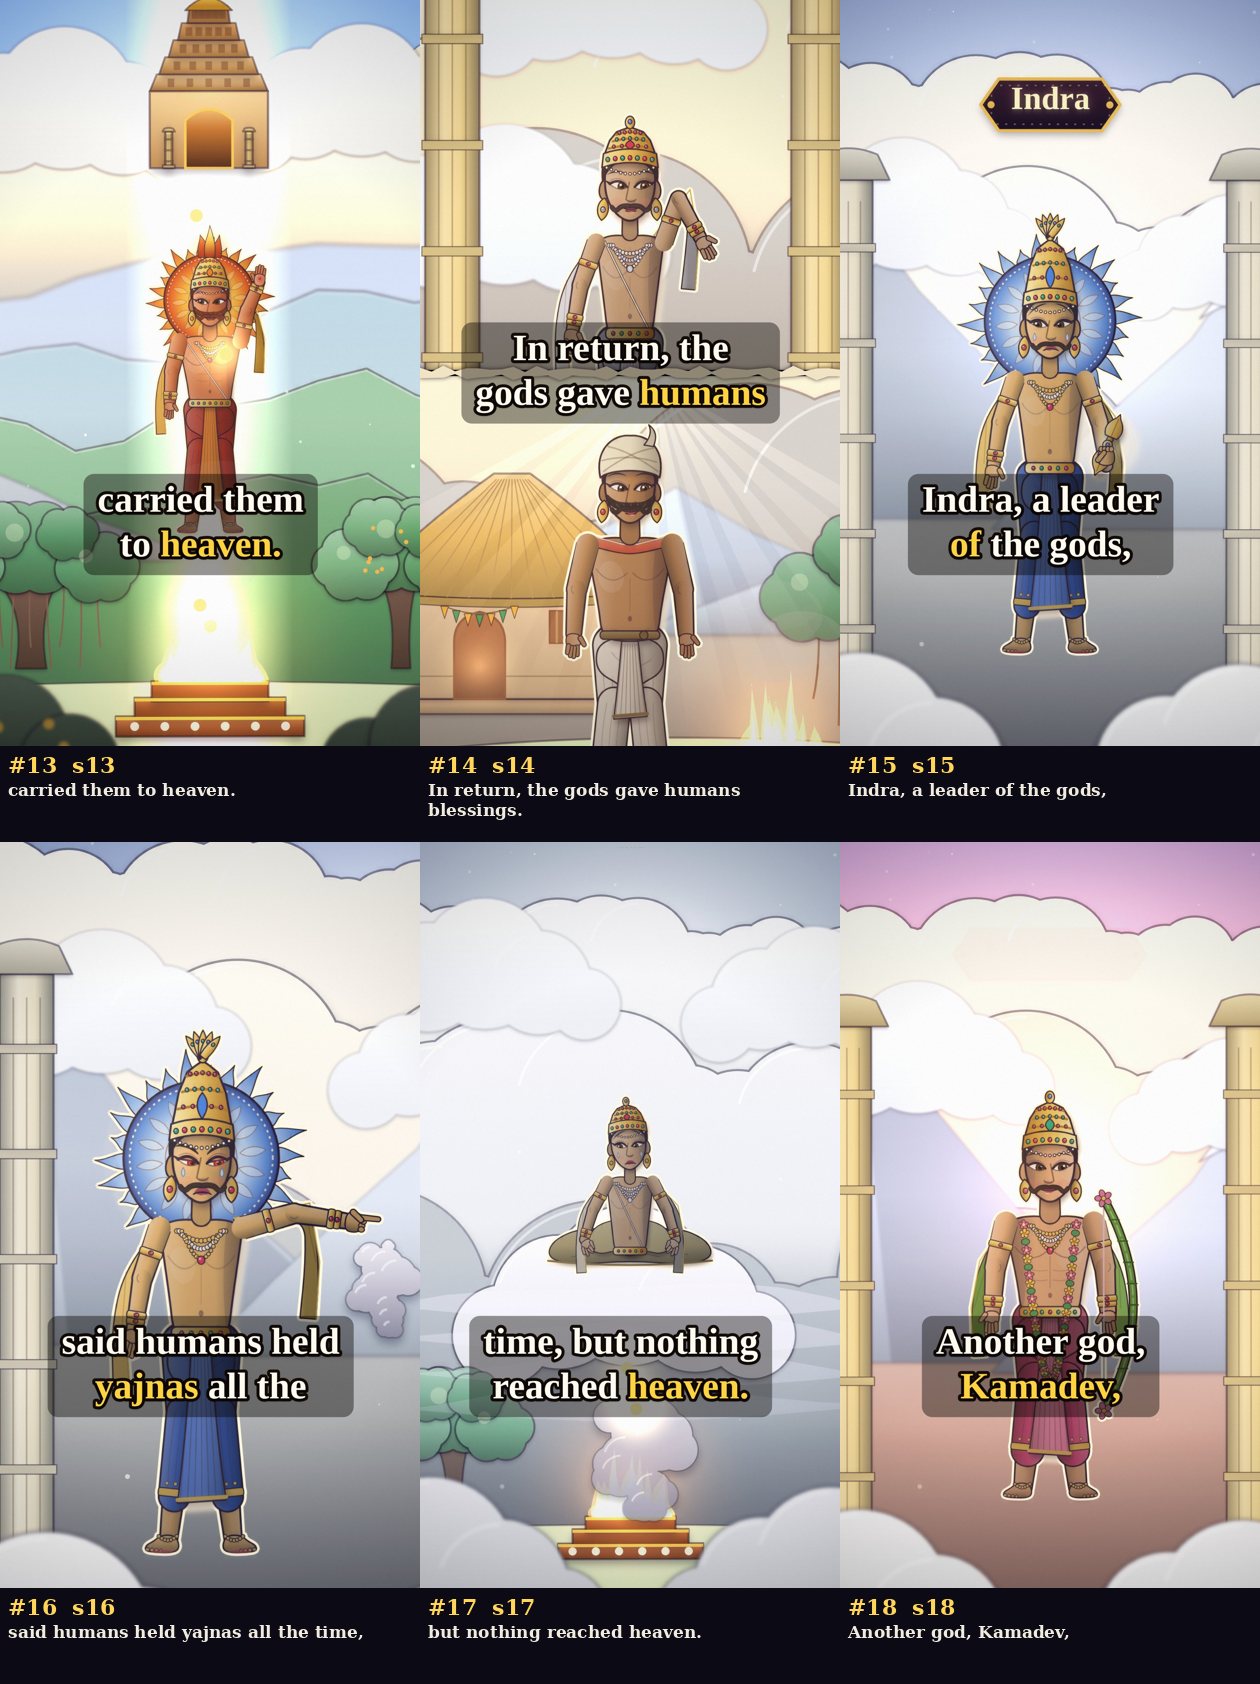 carried them
to heaven.
#13 s13
carried them to heaven.
In return, the
gods gave humans
#14 s14
In return, the gods gave humans
blessings.
Indra
Indra, a leader
of the gods,
#15 s15
Indra, a leader of the gods,
said humans held
yajnas all the
#16 s16
said humans held yajnas all the time,
time, but nothing
reached heaven.
#17 s17
but nothing reached heaven.
Another god,
Kamadev,
#18 s18
Another god, Kamadev,